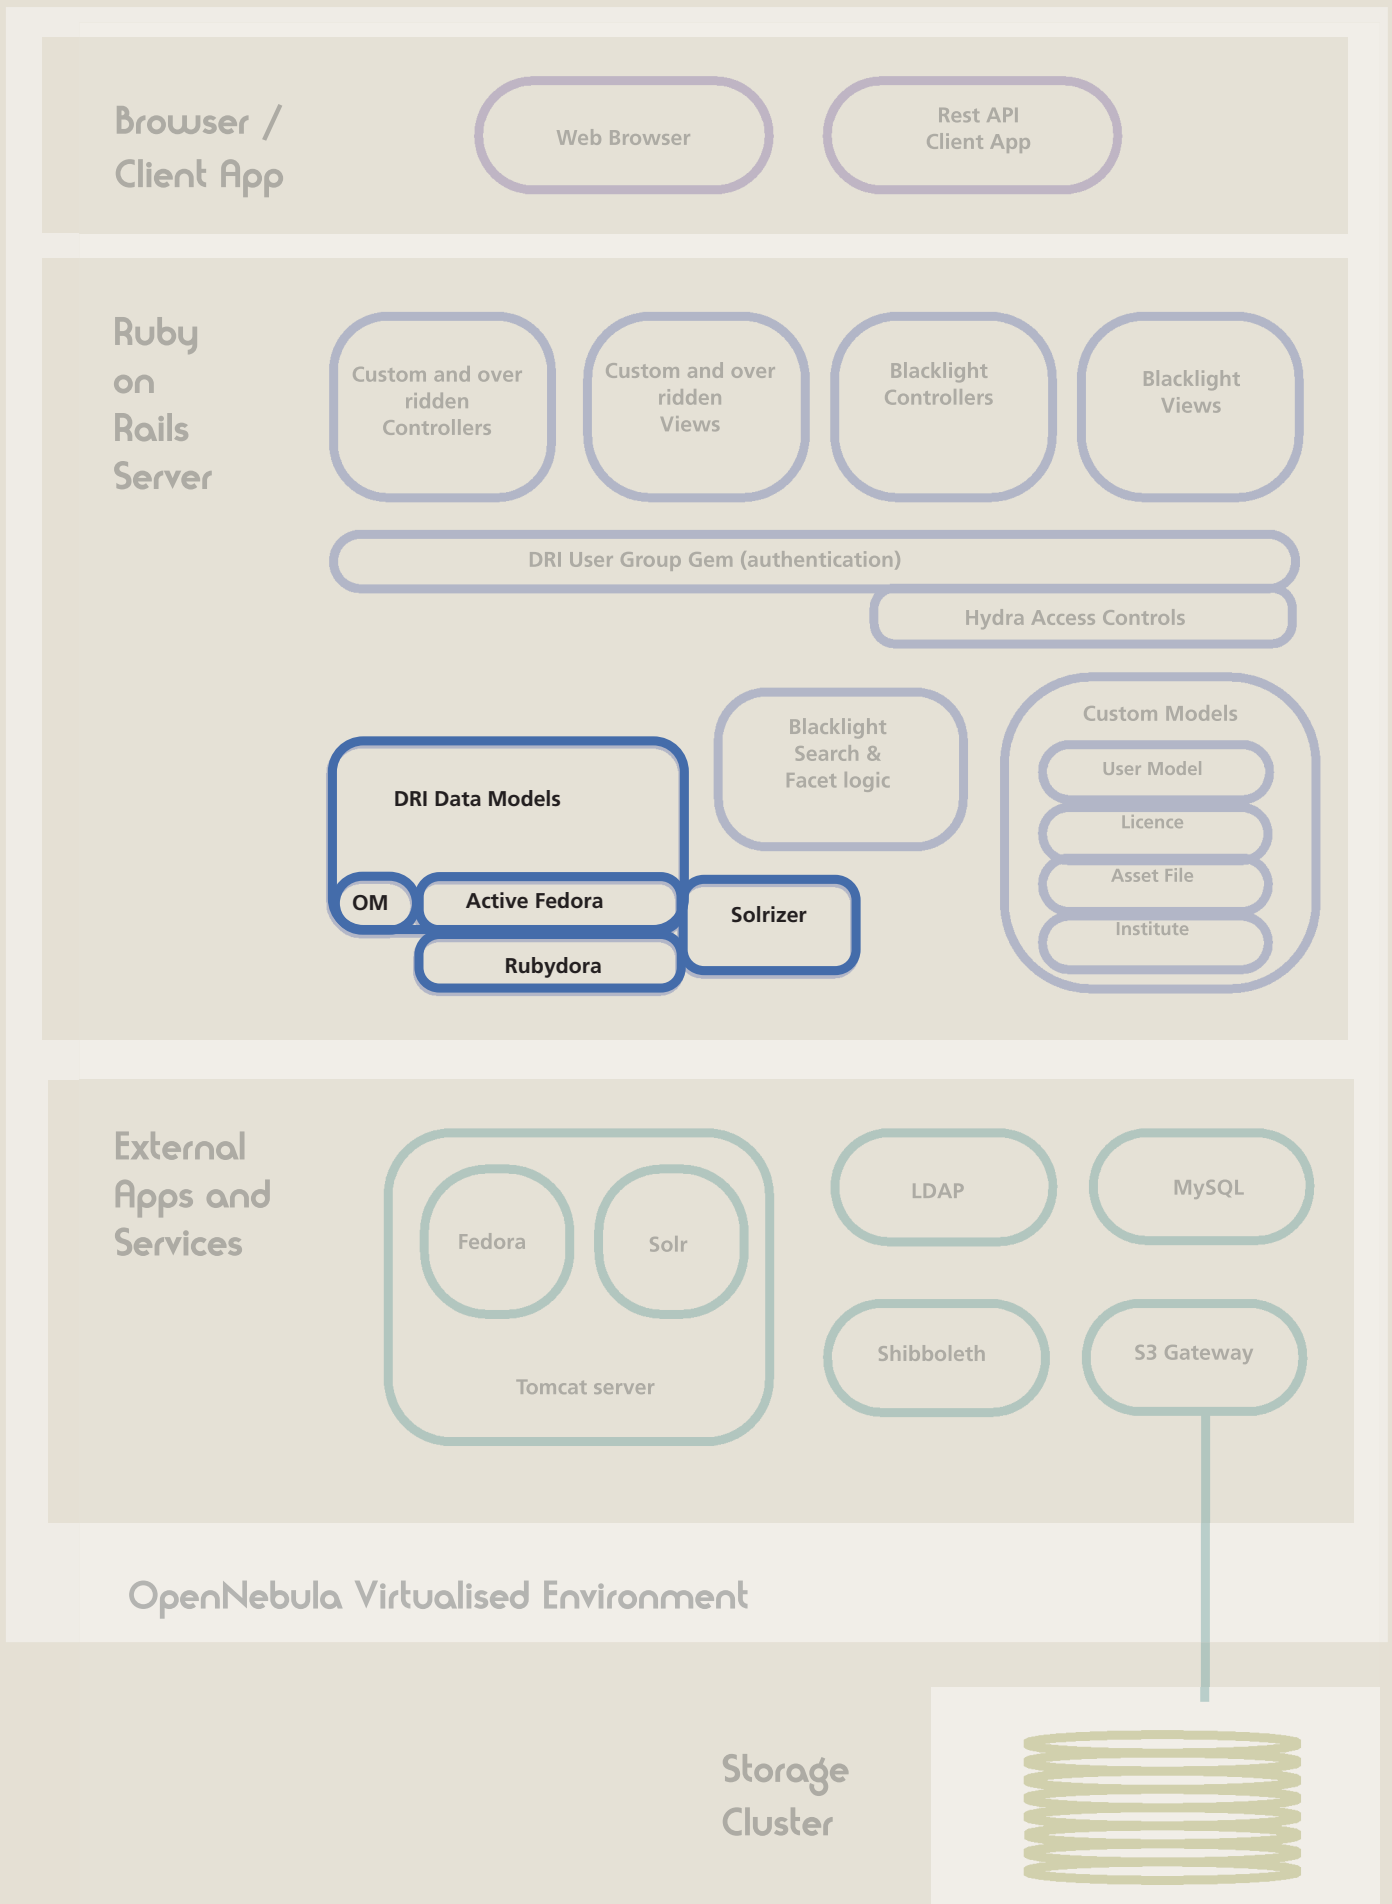 Browser /
Client App
Web Browser
Rest API
Client App
Ruby
on
Rails
Server
Custom and over
ridden
Controllers
Custom and over
ridden
Views
Blacklight
Controllers
Blacklight
Views
DRI User Group Gem (authentication)
Hydra Access Controls
DRI Data Models
OM
Active Fedora
Rubydora
Solrizer
Blacklight
Search &
Facet logic
Custom Models
User Model
Licence
Asset File
Institute
External
Apps and
Services
Fedora
Solr
Tomcat server
LDAP
MySQL
Shibboleth
S3 Gateway
OpenNebula Virtualised Environment
Storage
Cluster